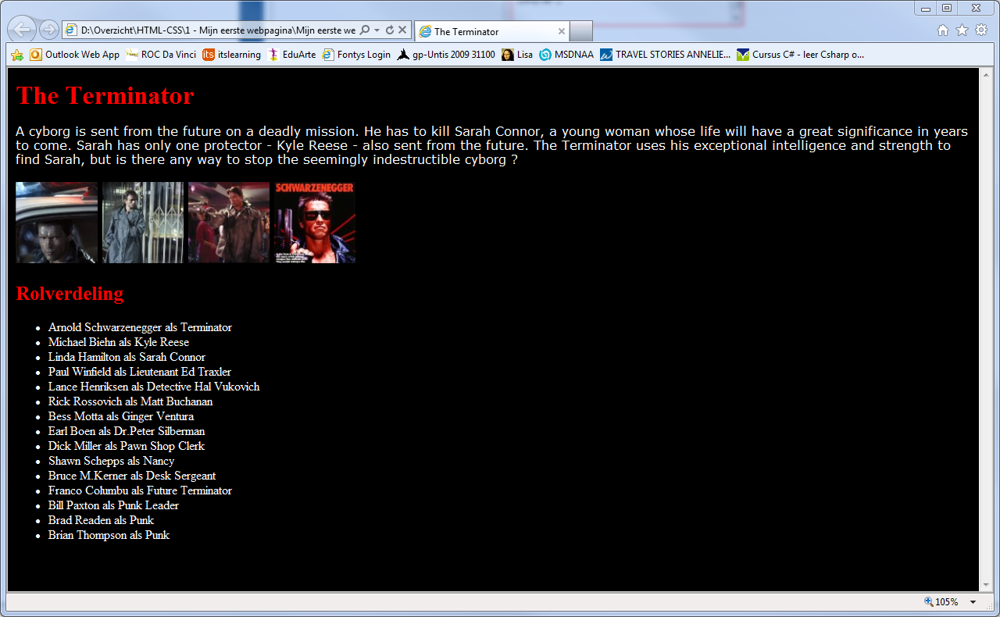 D:\Overzicht\HTML-CSS\1 - Mijn eerste webpagina\Mijn eerste we
The Terminator
Outlook Web App ROC Da Vinci itslearning EduArte Fontys Login gp-Untis 2009 31100 Lisa MSDNAA TRAVEL STORIES ANNELIE... Cursus C# - leer Csharp o...
The Terminator
A cyborg is sent from the future on a deadly mission. He has to kill Sarah Connor, a young woman whose life will have a great significance in years
to come. Sarah has only one protector - Kyle Reese - also sent from the future. The Terminator uses his exceptional intelligence and strength to
find Sarah, but is there any way to stop the seemingly indestructible cyborg ?
SCHWARZENEGGER
Rolverdeling
• Arnold Schwarzenegger als Terminator
• Michael Biehn als Kyle Reese
• Linda Hamilton als Sarah Connor
• Paul Winfield als Lieutenant Ed Traxler
• Lance Henriksen als Detective Hal Vukovich
• Rick Rossovich als Matt Buchanan
• Bess Motta als Ginger Ventura
• Earl Boen als Dr.Peter Silberman
• Dick Miller als Pawn Shop Clerk
• Shawn Schepps als Nancy
• Bruce M.Kerner als Desk Sergeant
• Franco Columbu als Future Terminator
• Bill Paxton als Punk Leader
• Brad Readen als Punk
• Brian Thompson als Punk
105%